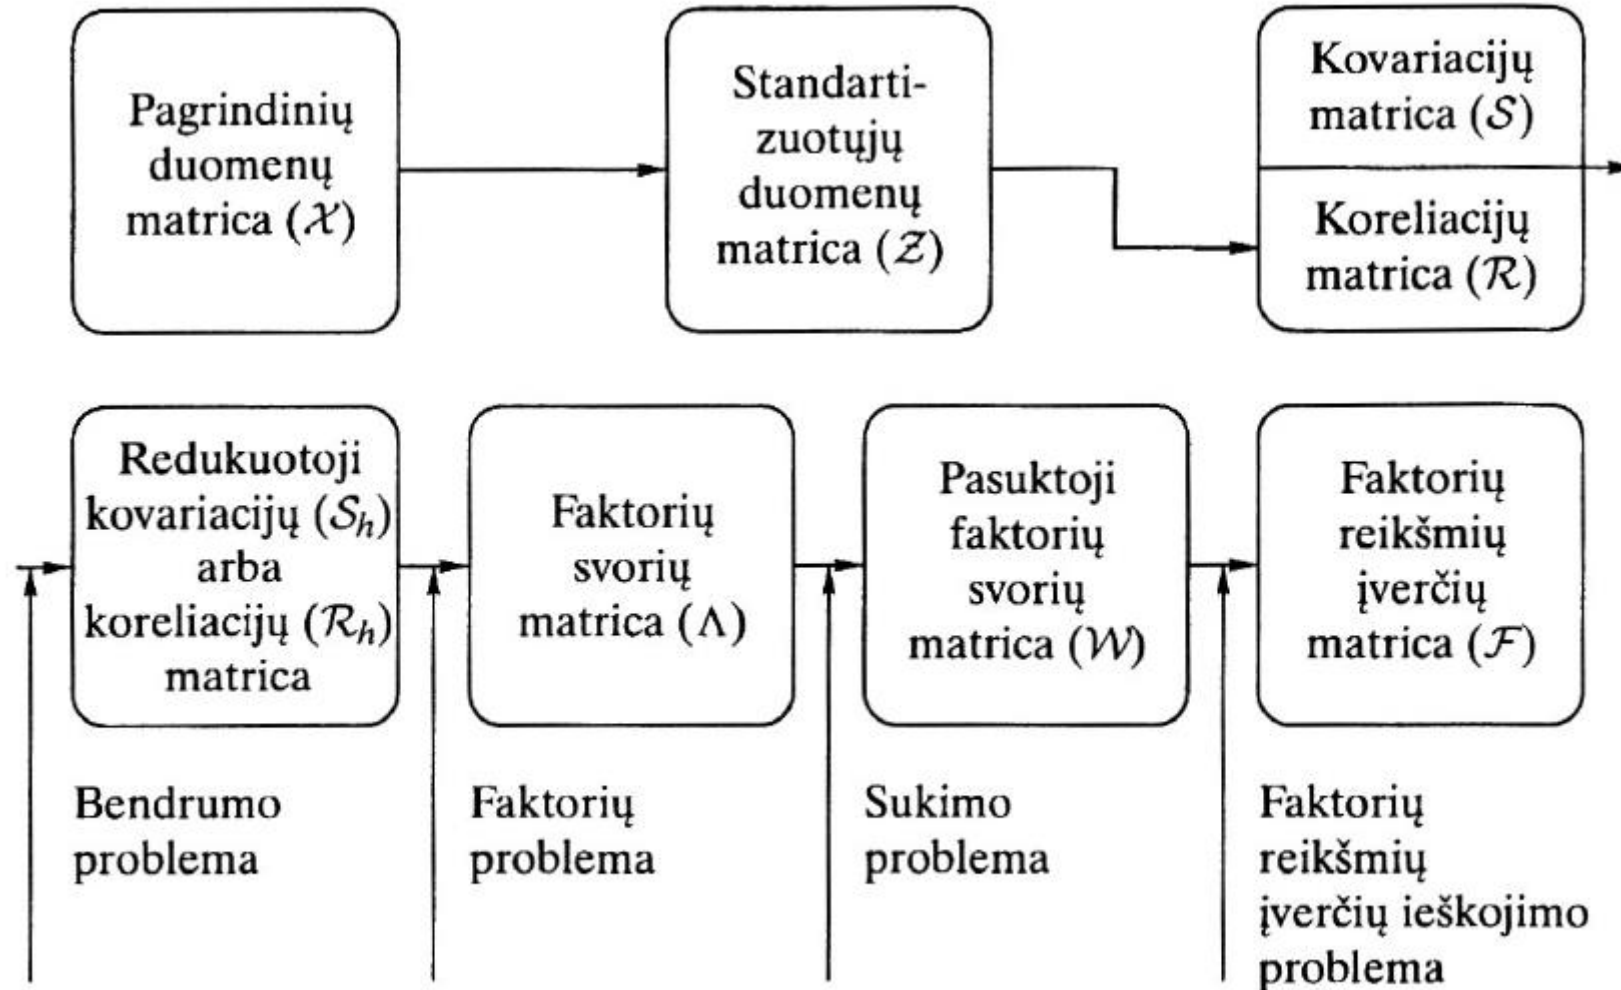 Pagrindinių
duomenų
matrica (𝒳)
Standarti-
zuotųjų
duomenų
matrica (𝒵)
Kovariacijų
matrica (𝒮)
Koreliacijų
matrica (ℛ)
Redukuotoji
kovariacijų (𝒮ₕ)
arba
koreliacijų (ℛₕ)
matrica
Faktorių
svorių
matrica (Λ)
Pasuktoji
faktorių
svorių
matrica (𝒲)
Faktorių
reikšmių
įverčių
matrica (ℱ)
Bendrumo
problema
Faktorių
problema
Sukimo
problema
Faktorių
reikšmių
įverčių ieškojimo
problema